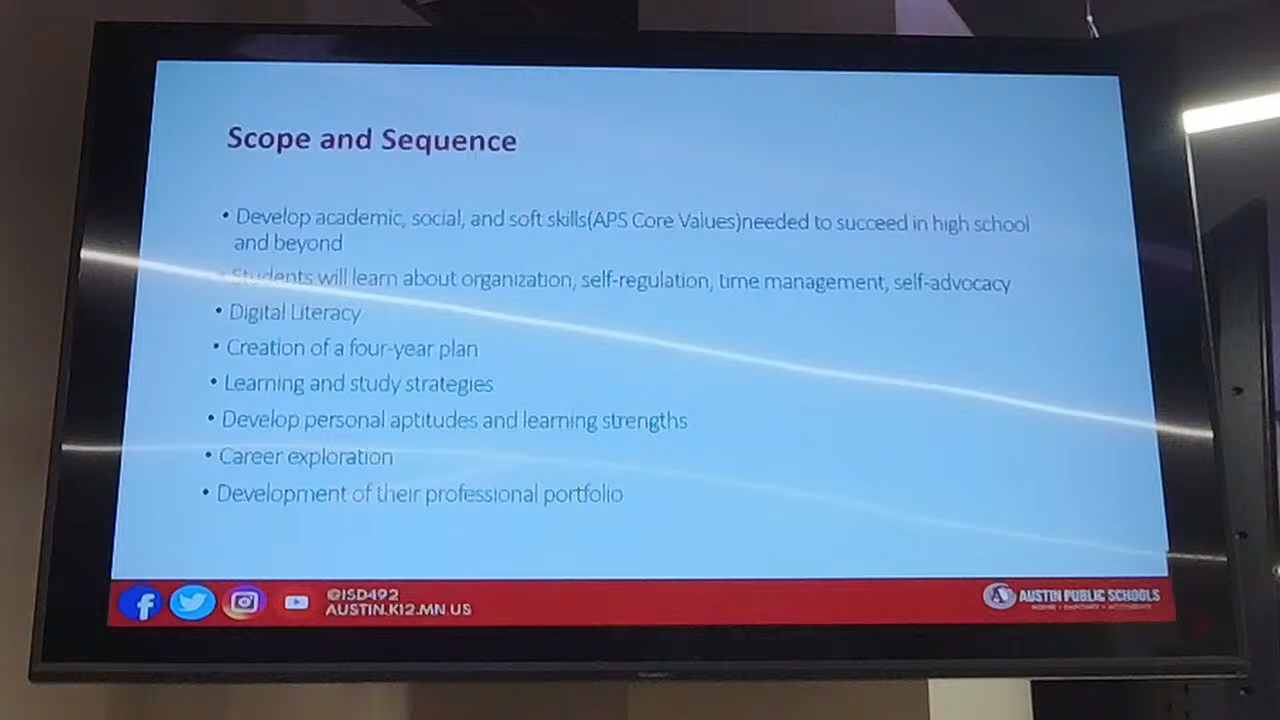 Scope and Sequence
• Develop academic, social, and soft skills(APS Core Values)needed to succeed in high school
and beyond
Students will learn about organization, self-regulation, time management, self-advocacy
• Digital Literacy
• Creation of a four-year plan
• Learning and study strategies
• Develop personal aptitudes and learning strengths
• Career exploration
• Development of their professional portfolio
@ISD492
AUSTIN.K12.MN.US
A AUSTIN PUBLIC SCHOOLS